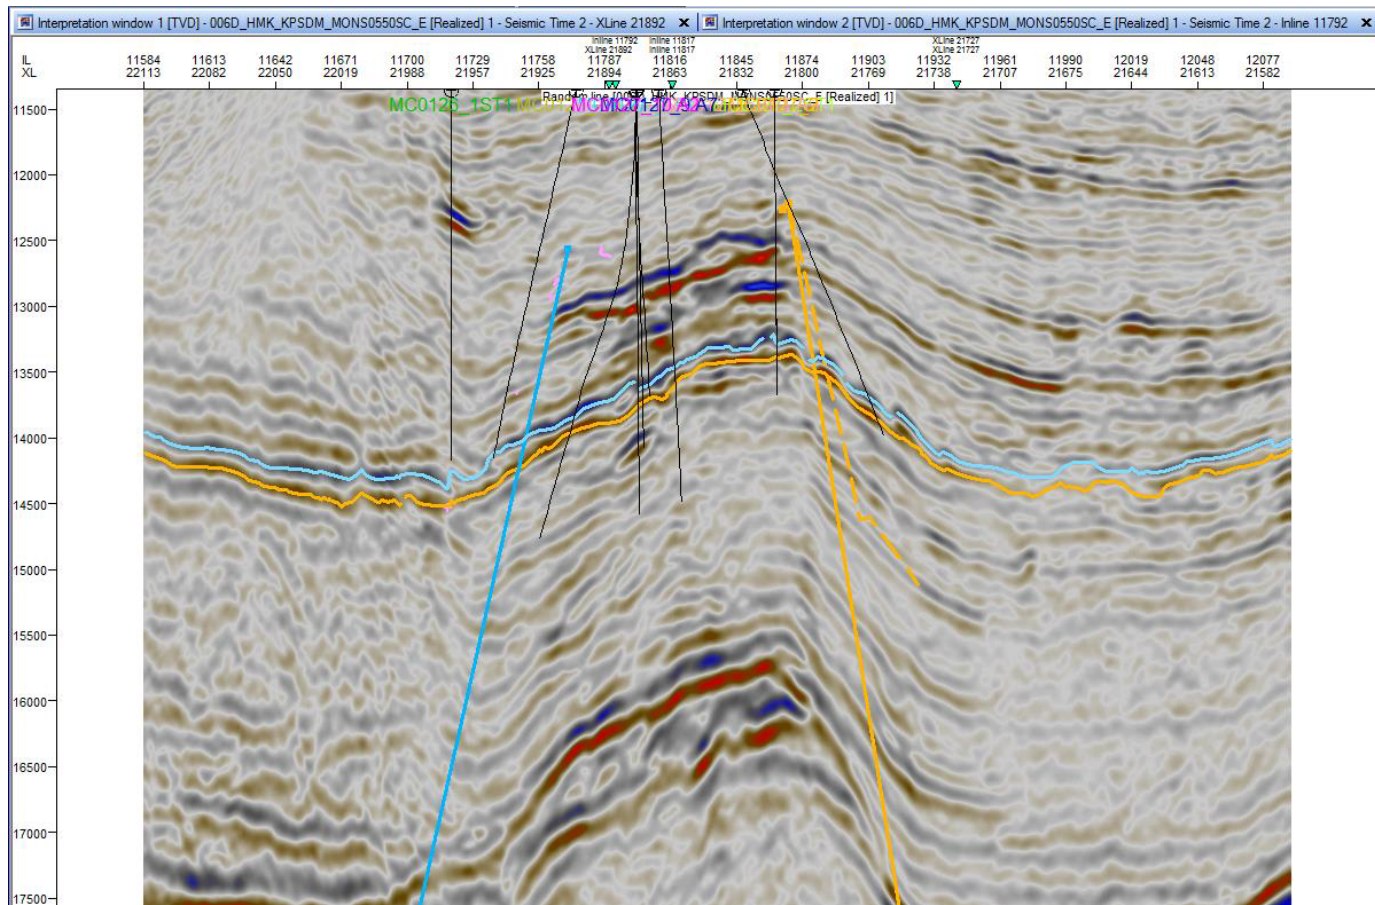 Interpretation window 1 [TVD] - 006D_HMK_KPSDM_MONS0550SC_E [Realized] 1 - Seismic Time 2 - XLine 21892
Interpretation window 2 [TVD] - 006D_HMK_KPSDM_MONS0550SC_E [Realized] 1 - Seismic Time 2 - Inline 11792
Inline 11792 Inline 11817 XLine 21727
XLine 21892 Inline 11817 XLine 21727
IL 11584 11613 11642 11671 11700 11729 11758 11787 11816 11845 11874 11903 11932 11961 11990 12019 12048 12077
XL 22113 22082 22050 22019 21988 21957 21925 21894 21863 21832 21800 21769 21738 21707 21675 21644 21613 21582
MC0126_1ST1
11500
12000
12500
13000
13500
14000
14500
15000
15500
16000
16500
17000
17500